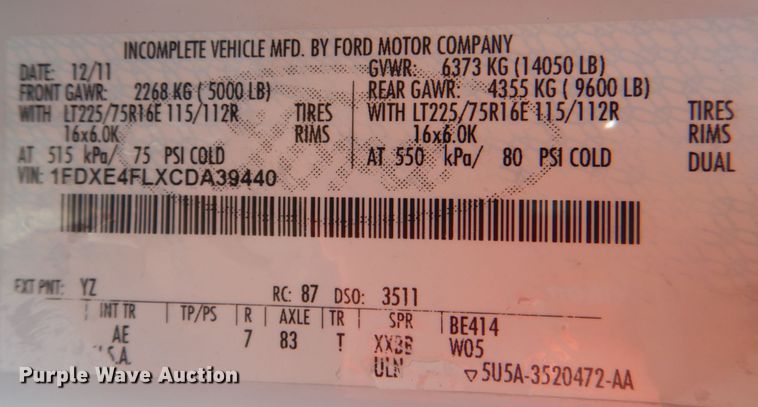 INCOMPLETE VEHICLE MFD. BY FORD MOTOR COMPANY
DATE: 12/11 GVWR: 6373 KG (14050 LB)
FRONT GAWR: 2268 KG ( 5000 LB) REAR GAWR: 4355 KG ( 9600 LB)
WITH LT225/75R16E 115/112R TIRES WITH LT225/75R16E 115/112R TIRES
16x6.0K RIMS 16x6.0K RIMS
AT 515 kPa/ 75 PSI COLD AT 550 kPa/ 80 PSI COLD DUAL
VIN: 1FDXE4FLXCDA39440
EXT PNT: YZ RC: 87 DSO: 3511
INT TR TP/PS R AXLE TR SPR BE414
AE 7 83 T XXBB W05
U.S.A. ULN ▽5U5A-3520472-AA
Purple Wave Auction